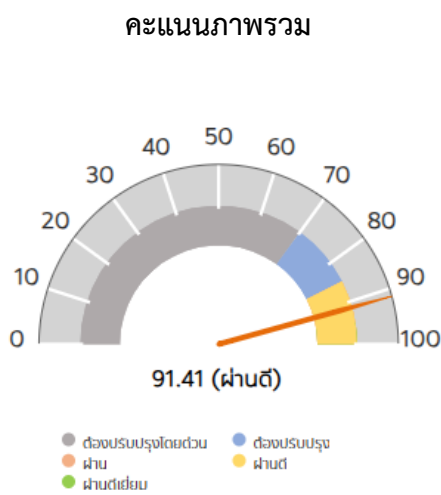 คะแนนภาพรวม
50
40
60
30
70
20
80
10
90
0
100
91.41 (ผ่านดี)
ต้องปรับปรุงโดยด่วน
ต้องปรับปรุง
ผ่าน
ผ่านดี
ผ่านดีเยี่ยม